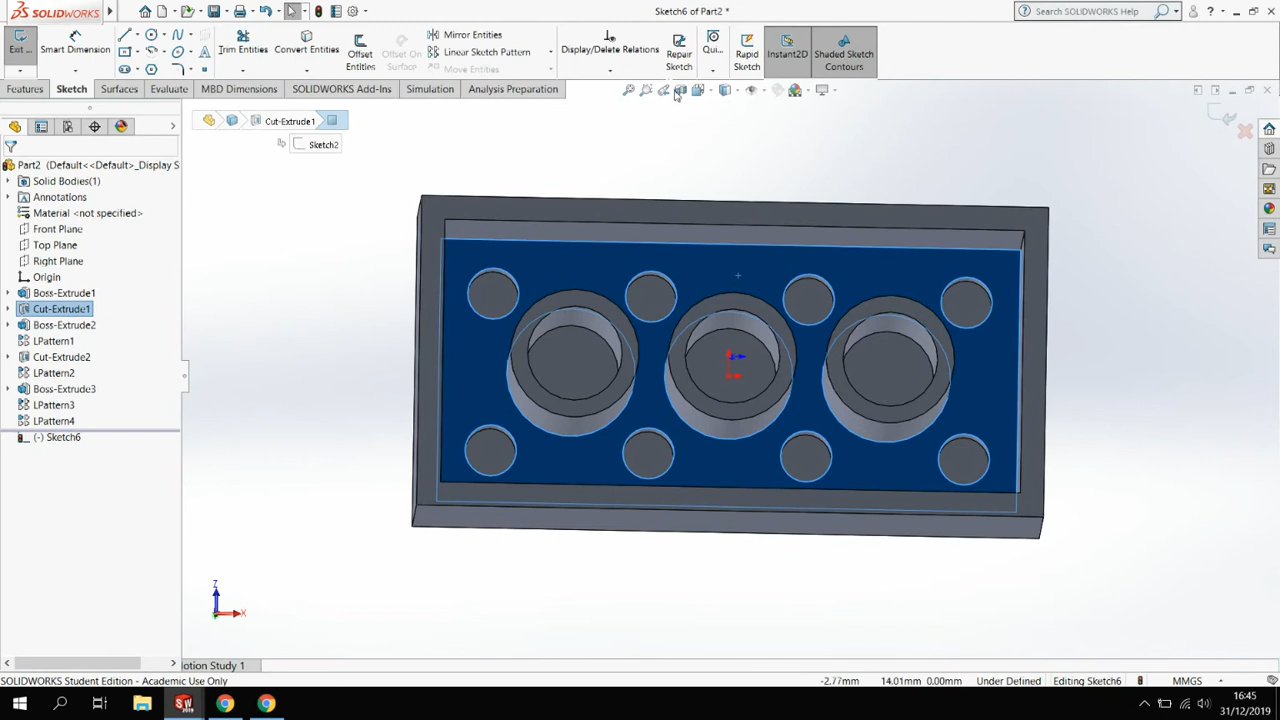 SOLIDWORKS
Sketch6 of Part2 *
Search SOLIDWORKS Help
Exit ...
Smart Dimension
Trim Entities
Convert Entities
Offset Entities
Offset On Surface
Mirror Entities
Linear Sketch Pattern
Move Entities
Display/Delete Relations
Repair Sketch
Qui...
Rapid Sketch
Instant2D
Shaded Sketch Contours
Features
Sketch
Surfaces
Evaluate
MBD Dimensions
SOLIDWORKS Add-Ins
Simulation
Analysis Preparation
Cut-Extrude1
Sketch2
Part2 (Default<<Default>_Display S
Solid Bodies(1)
Annotations
Material <not specified>
Front Plane
Top Plane
Right Plane
Origin
Boss-Extrude1
Cut-Extrude1
Boss-Extrude2
LPattern1
Cut-Extrude2
LPattern2
Boss-Extrude3
LPattern3
LPattern4
(-) Sketch6
Z
X
otion Study 1
SOLIDWORKS Student Edition - Academic Use Only
-2.77mm
14.01mm 0.00mm
Under Defined
Editing Sketch6
MMGS
SW
2019
16:45
31/12/2019